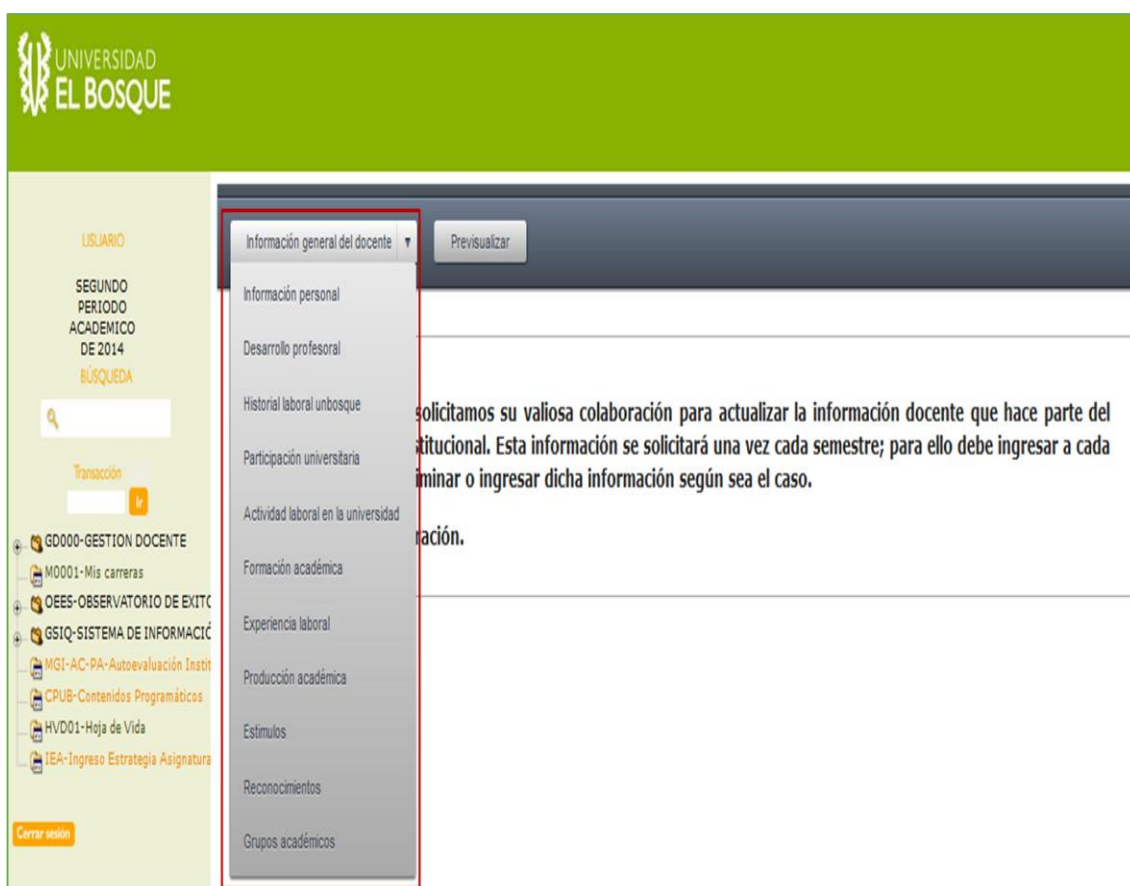 UNIVERSIDAD
EL BOSQUE
USUARIO
SEGUNDO
PERIODO
ACADEMICO
DE 2014
BÚSQUEDA
Transacción
Ir
GD000-GESTION DOCENTE
M0001-Mis carreras
OEES-OBSERVATORIO DE EXITO
GSIQ-SISTEMA DE INFORMACIÓ
MGI-AC-PA-Autoevaluación Instit
CPUB-Contenidos Programáticos
HVD01-Hoja de Vida
IEA-Ingreso Estrategia Asignatura
Cerrar sesión
Información general del docente
Previsualizar
Información personal
Desarrollo profesoral
Historial laboral unbosque
Participación universitaria
Actividad laboral en la universidad
Formación académica
Experiencia laboral
Producción académica
Estimulos
Reconocimientos
Grupos académicos
solicitamos su valiosa colaboración para actualizar la información docente que hace parte del
stitucional. Esta información se solicitará una vez cada semestre; para ello debe ingresar a cada
iminar o ingresar dicha información según sea el caso.
ración.